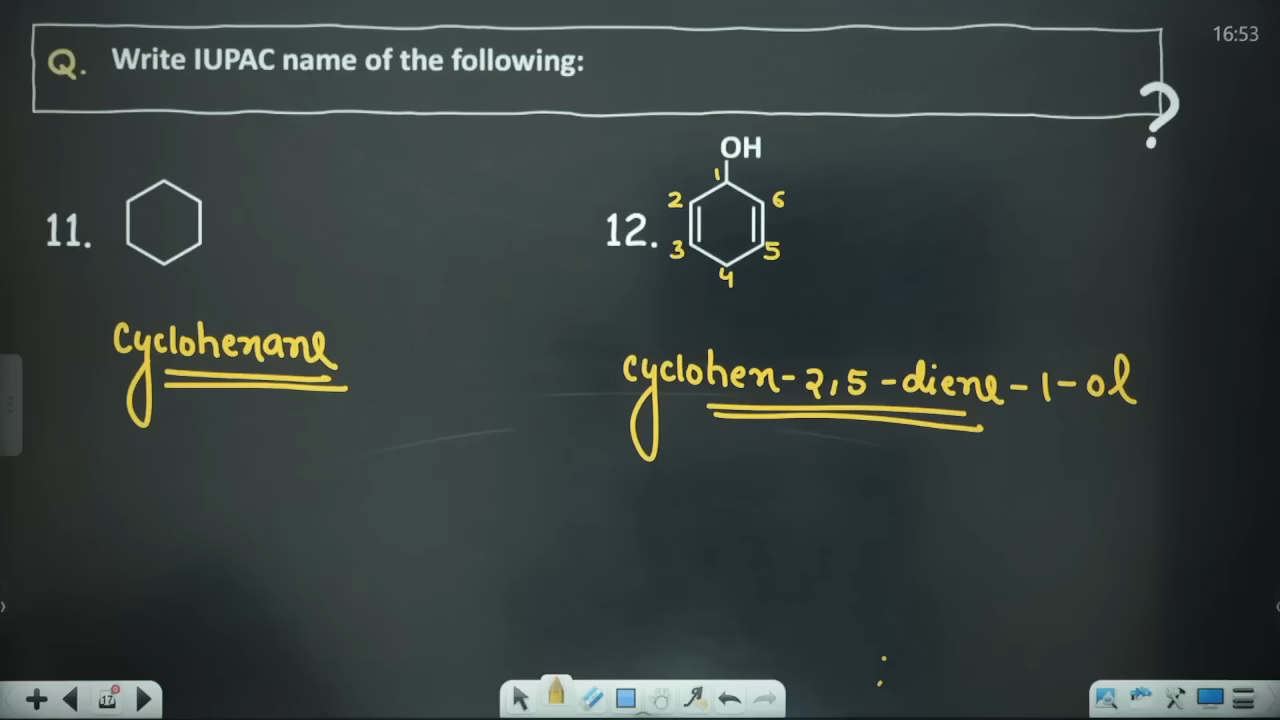 16:53
Q. Write IUPAC name of the following:
?
OH
1
2 6
11. 12.
3 5
4
Cyclohexane
cyclohex-2,5-diene-1-ol
17